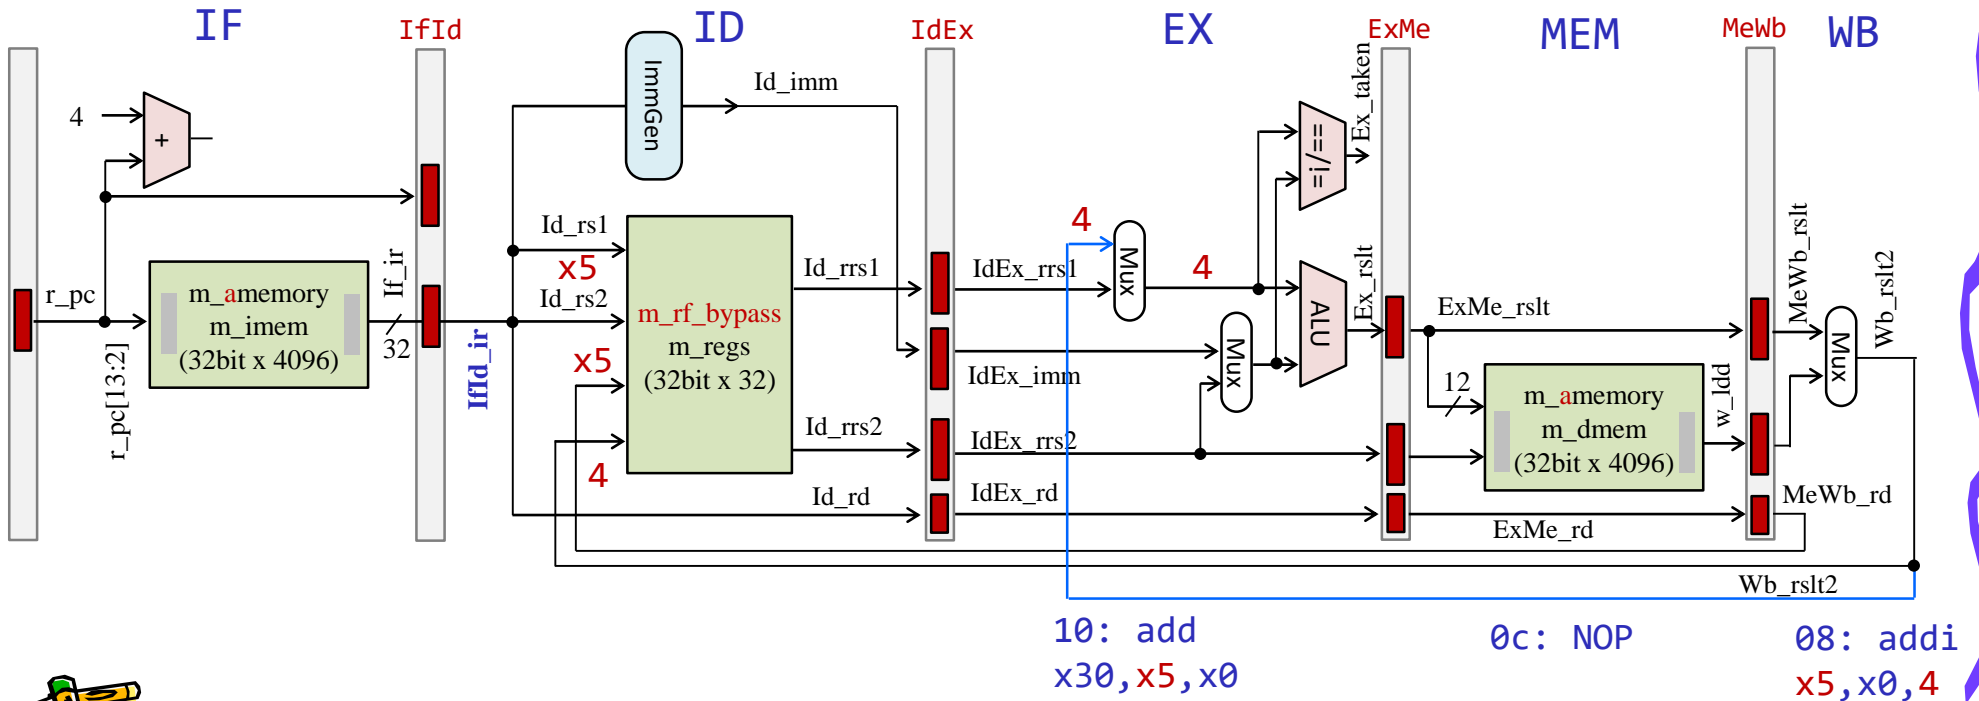 IF
IfId
ID
IdEx
EX
ExMe
MEM
MeWb
WB
4
+
ImmGen
Id_imm
==/!=
Ex_taken
r_pc
r_pc[13:2]
m_amemory
m_imem
(32bit x 4096)
If_ir
32
IfId_ir
Id_rs1
x5
Id_rs2
x5
4
m_rf_bypass
m_regs
(32bit x 32)
Id_rrs1
Id_rrs2
Id_rd
IdEx_rrs1
IdEx_imm
IdEx_rrs2
IdEx_rd
4
Mux
4
Mux
ALU
Ex_rslt
ExMe_rslt
12
m_amemory
m_dmem
(32bit x 4096)
w_ldd
ExMe_rd
MeWb_rslt
Mux
Wb_rslt2
MeWb_rd
Wb_rslt2
10: add
x30,x5,x0
0c: NOP
08: addi
x5,x0,4